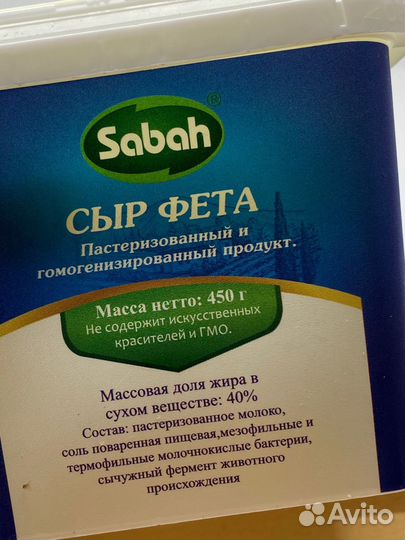 Sabah
®
СЫР ФЕТА
Пастеризованный и
гомогенизированный продукт.
Масса нетто: 450 г
Не содержит искусственных
красителей и ГМО.
Массовая доля жира в
сухом веществе: 40%
Состав: пастеризованное молоко,
соль поваренная пищевая,мезофильные и
термофильные молочнокислые бактерии,
сычужный фермент животного
происхождения
Avito